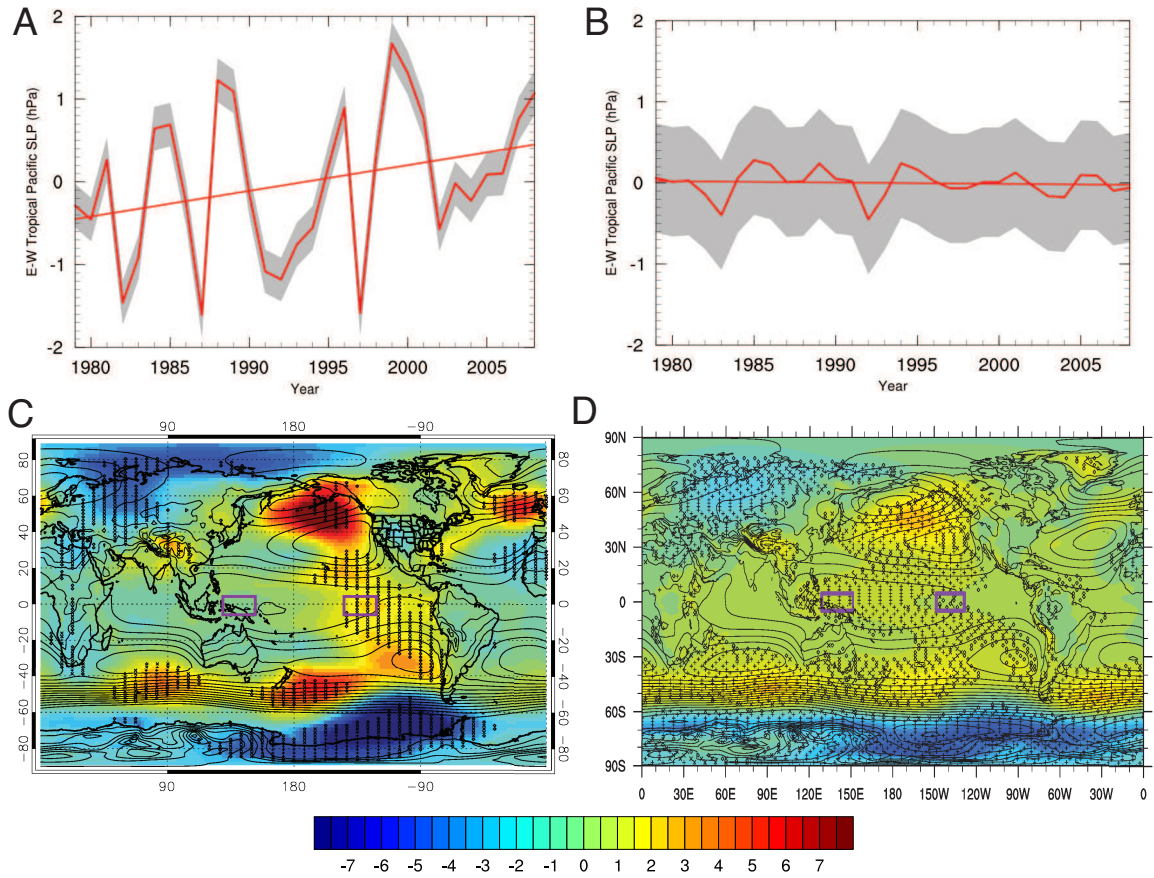 A
E-W Tropical Pacific SLP (hPa)
2
1
0
-1
-2
1980 1985 1990 1995 2000 2005
Year
B
E-W Tropical Pacific SLP (hPa)
2
1
0
-1
-2
1980 1985 1990 1995 2000 2005
Year
C
90 180 -90
80 80
60 60
40 40
20 20
0 0
-20 -20
-40 -40
-60 -60
-80 -80
90 180 -90
D
90N
60N
30N
0
30S
60S
90S
0 30E 60E 90E 120E 150E 180 150W 120W 90W 60W 30W 0
-7 -6 -5 -4 -3 -2 -1 0 1 2 3 4 5 6 7